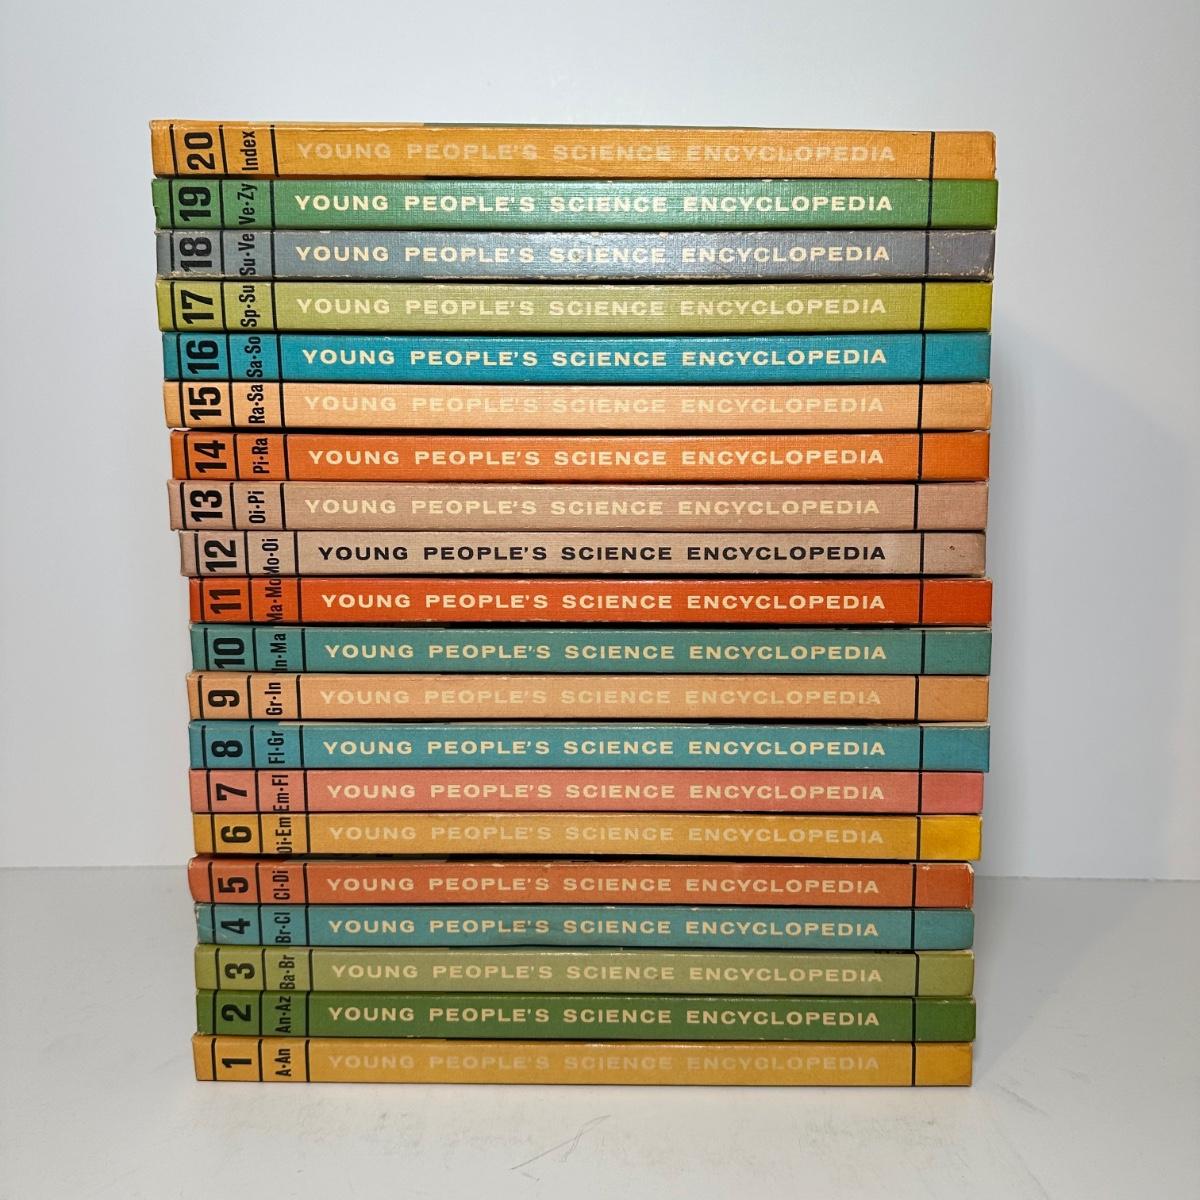 20 Index YOUNG PEOPLE'S SCIENCE ENCYCLOPEDIA
19 Ve·Zy YOUNG PEOPLE'S SCIENCE ENCYCLOPEDIA
18 Su·Ve YOUNG PEOPLE'S SCIENCE ENCYCLOPEDIA
17 Sp·Su YOUNG PEOPLE'S SCIENCE ENCYCLOPEDIA
16 Sa·So YOUNG PEOPLE'S SCIENCE ENCYCLOPEDIA
15 Ra·Sa YOUNG PEOPLE'S SCIENCE ENCYCLOPEDIA
14 Pi·Ra YOUNG PEOPLE'S SCIENCE ENCYCLOPEDIA
13 Oi·Pi YOUNG PEOPLE'S SCIENCE ENCYCLOPEDIA
12 Mo·Oi YOUNG PEOPLE'S SCIENCE ENCYCLOPEDIA
11 Ma·Mo YOUNG PEOPLE'S SCIENCE ENCYCLOPEDIA
10 In·Ma YOUNG PEOPLE'S SCIENCE ENCYCLOPEDIA
9 Gr·In YOUNG PEOPLE'S SCIENCE ENCYCLOPEDIA
8 Fl·Gr YOUNG PEOPLE'S SCIENCE ENCYCLOPEDIA
7 Em·Fl YOUNG PEOPLE'S SCIENCE ENCYCLOPEDIA
6 Di·Em YOUNG PEOPLE'S SCIENCE ENCYCLOPEDIA
5 Cl·Di YOUNG PEOPLE'S SCIENCE ENCYCLOPEDIA
4 Br·Cl YOUNG PEOPLE'S SCIENCE ENCYCLOPEDIA
3 Ba·Br YOUNG PEOPLE'S SCIENCE ENCYCLOPEDIA
2 An·Az YOUNG PEOPLE'S SCIENCE ENCYCLOPEDIA
1 A·An YOUNG PEOPLE'S SCIENCE ENCYCLOPEDIA